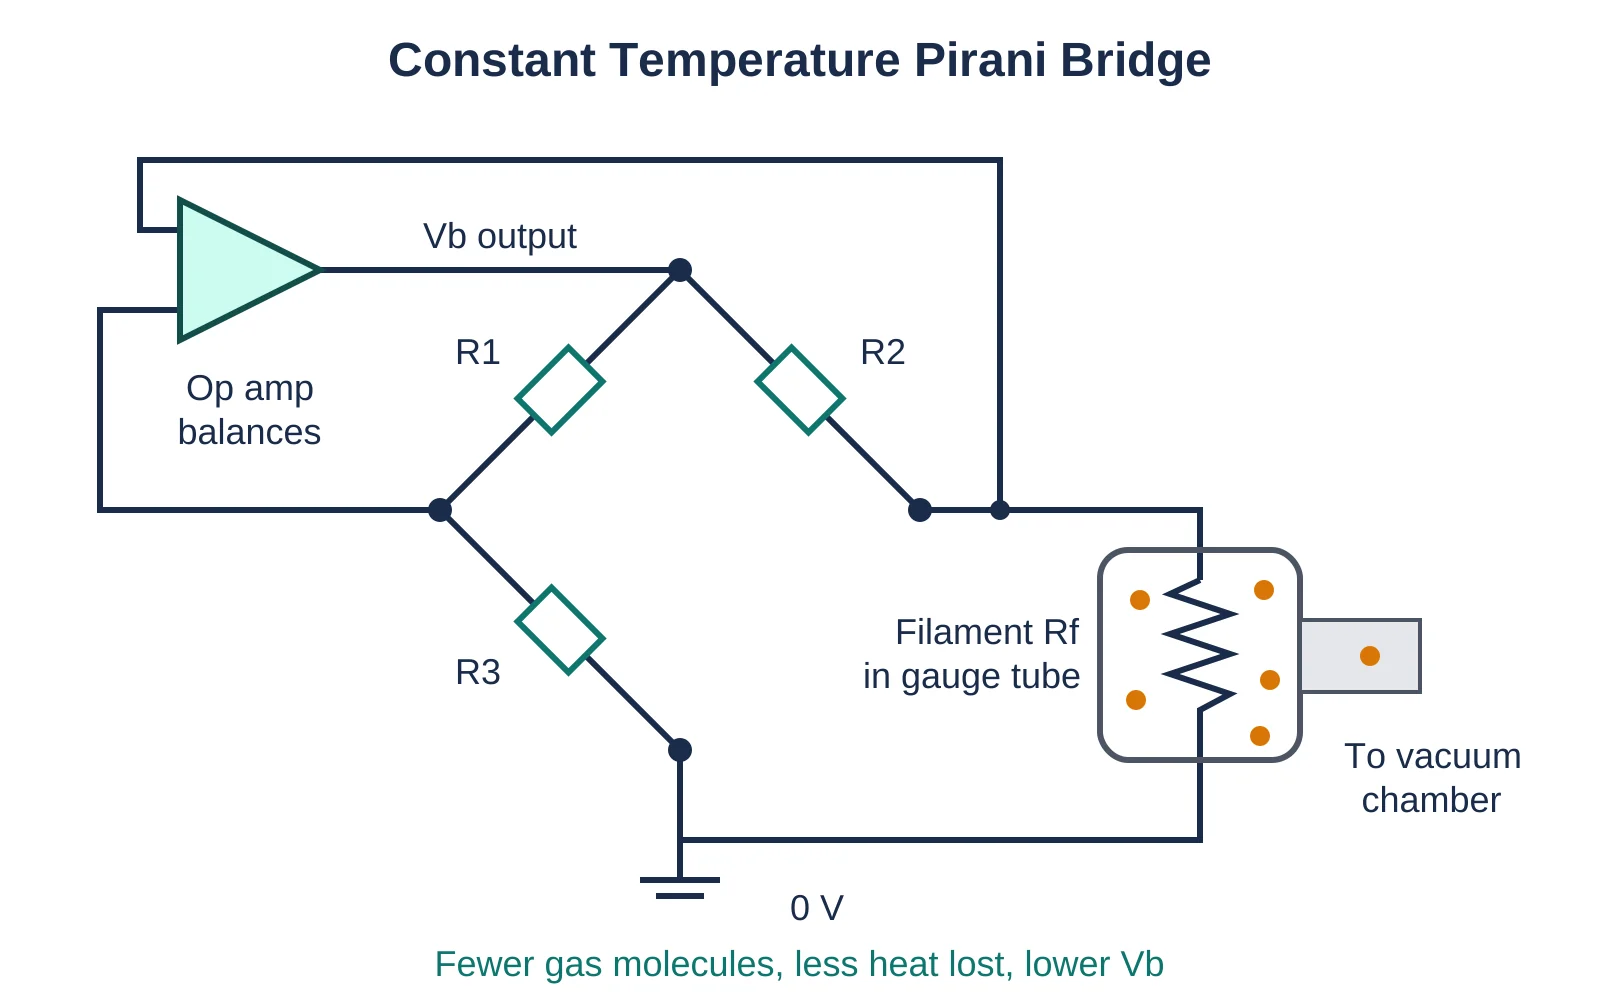 Constant Temperature Pirani Bridge
Vb output
R1
R2
Op amp
balances
Filament Rf
in gauge tube
R3
To vacuum
chamber
0 V
Fewer gas molecules, less heat lost, lower Vb